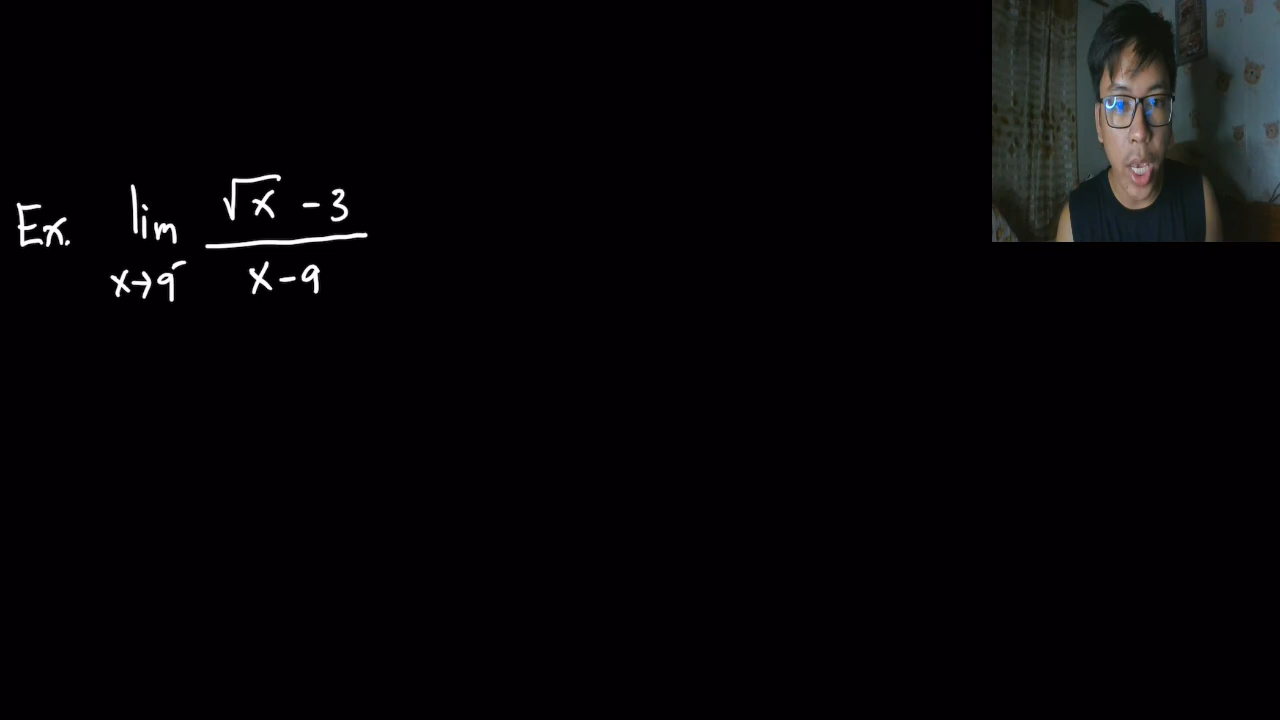 Ex. lim √x - 3
x→9⁻ x - 9